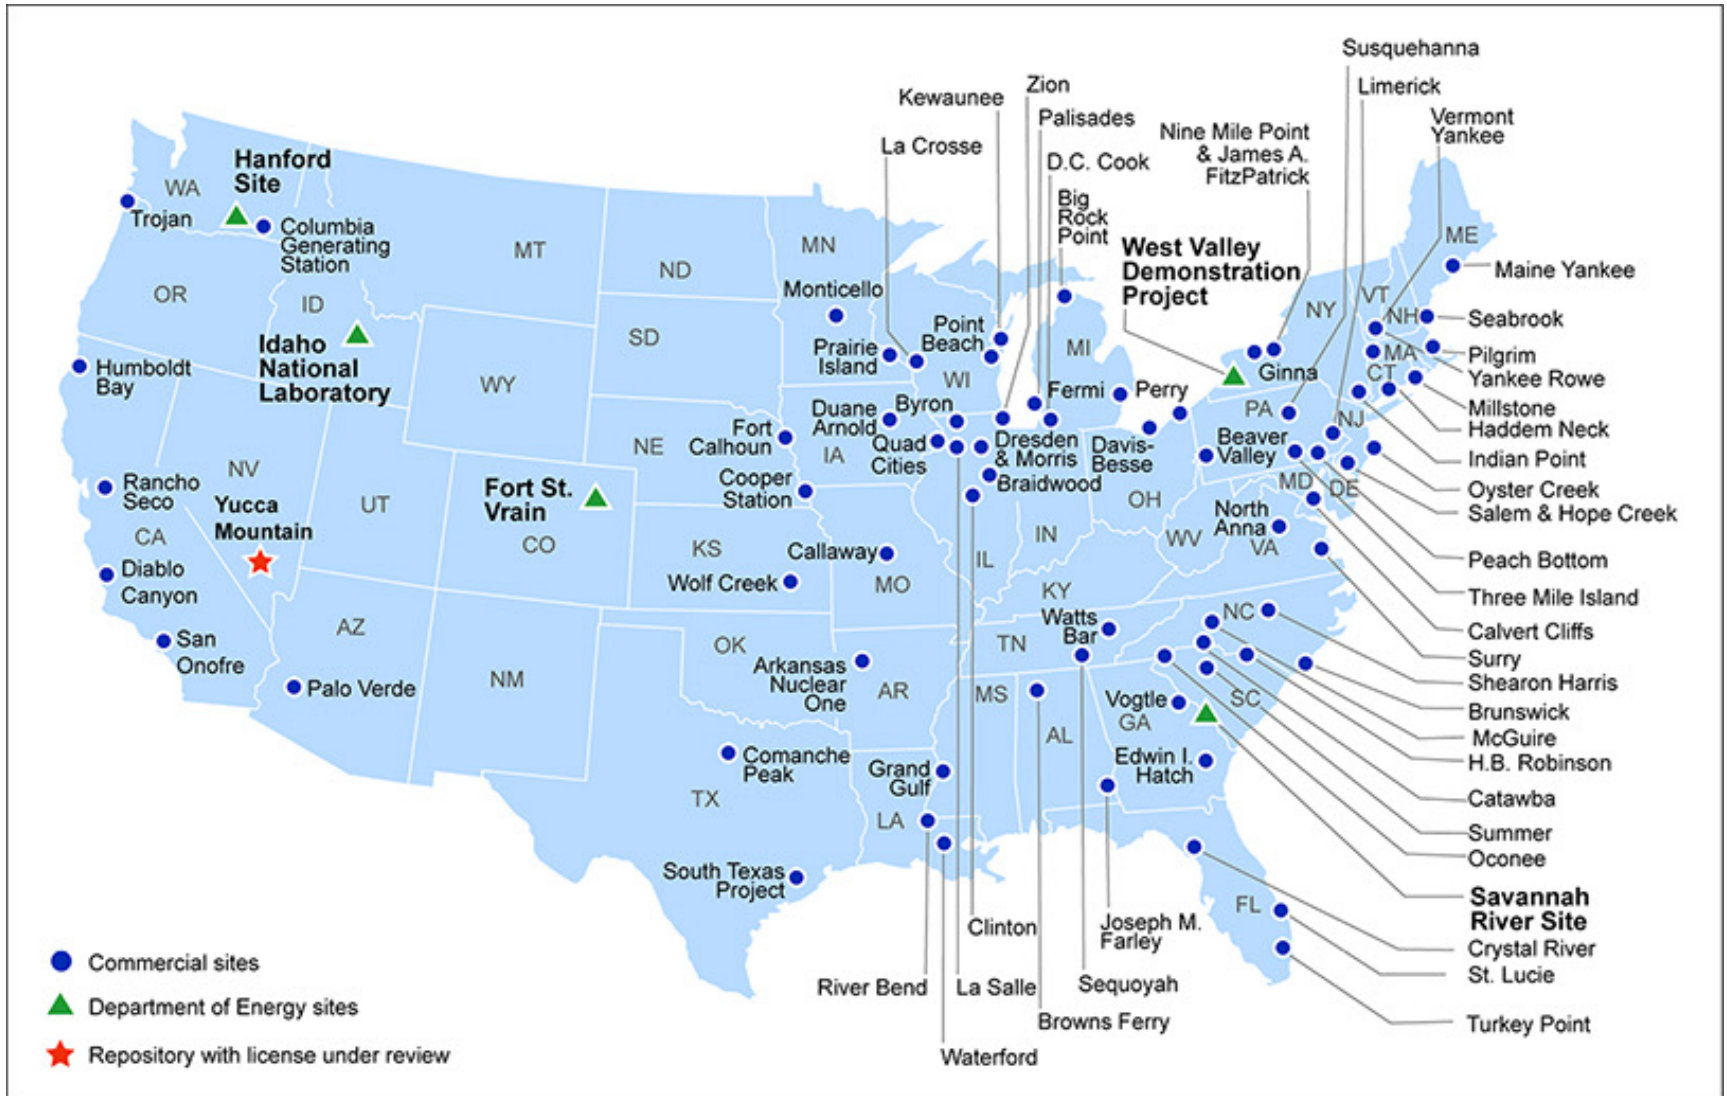 Susquehanna
Zion
Limerick
Kewaunee
Palisades
Vermont
Yankee
Nine Mile Point
& James A.
FitzPatrick
La Crosse
D.C. Cook
Big
Rock
Point
Hanford
Site
WA
Trojan
Columbia
Generating
Station
MT
ND
MN
West Valley
Demonstration
Project
ME
Maine Yankee
OR
ID
Monticello
NY
VT
NH
Seabrook
Idaho
National
Laboratory
SD
Point
Beach
Prairie
Island
MI
WI
Ginna
MA
CT
Pilgrim
Yankee Rowe
Humboldt
Bay
WY
Byron
Fermi
Perry
Duane
Arnold
PA
NJ
Millstone
Haddem Neck
Fort
Calhoun
NE
IA
Quad
Cities
Dresden
& Morris
Davis-
Besse
Beaver
Valley
Indian Point
NV
Rancho
Seco
Cooper
Station
Braidwood
OH
MD
DE
Oyster Creek
Salem & Hope Creek
Yucca
Mountain
UT
Fort St.
Vrain
CO
CA
KS
Callaway
IL
IN
WV
North
Anna
VA
Peach Bottom
Diablo
Canyon
Wolf Creek
MO
KY
Three Mile Island
San
Onofre
AZ
NM
OK
Arkansas
Nuclear
One
AR
TN
Watts
Bar
NC
Calvert Cliffs
Surry
Shearon Harris
Palo Verde
MS
AL
Vogtle
GA
SC
Brunswick
McGuire
Comanche
Peak
TX
Grand
Gulf
Edwin I.
Hatch
H.B. Robinson
Catawba
LA
Summer
Oconee
South Texas
Project
FL
Savannah
River Site
Clinton
Joseph M.
Farley
Crystal River
St. Lucie
River Bend
La Salle
Sequoyah
Browns Ferry
Turkey Point
Waterford
Commercial sites
Department of Energy sites
Repository with license under review